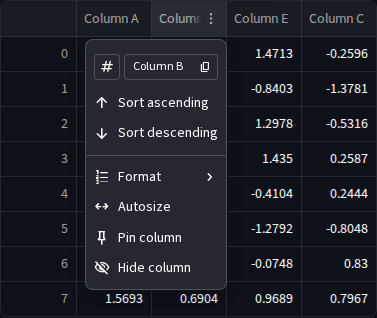 Column A Colum Column E Column C
0 1.4713 -0.2596
# Column B
1 -0.8403 -1.3781
Sort ascending
2 1.2978 -0.5316
Sort descending
3 1.435 0.2587
Format
4 -0.4104 0.2444
Autosize
5 -1.2792 -0.8048
Pin column
6 -0.0748 0.83
Hide column
7 1.5693 0.6904 0.9689 0.7967